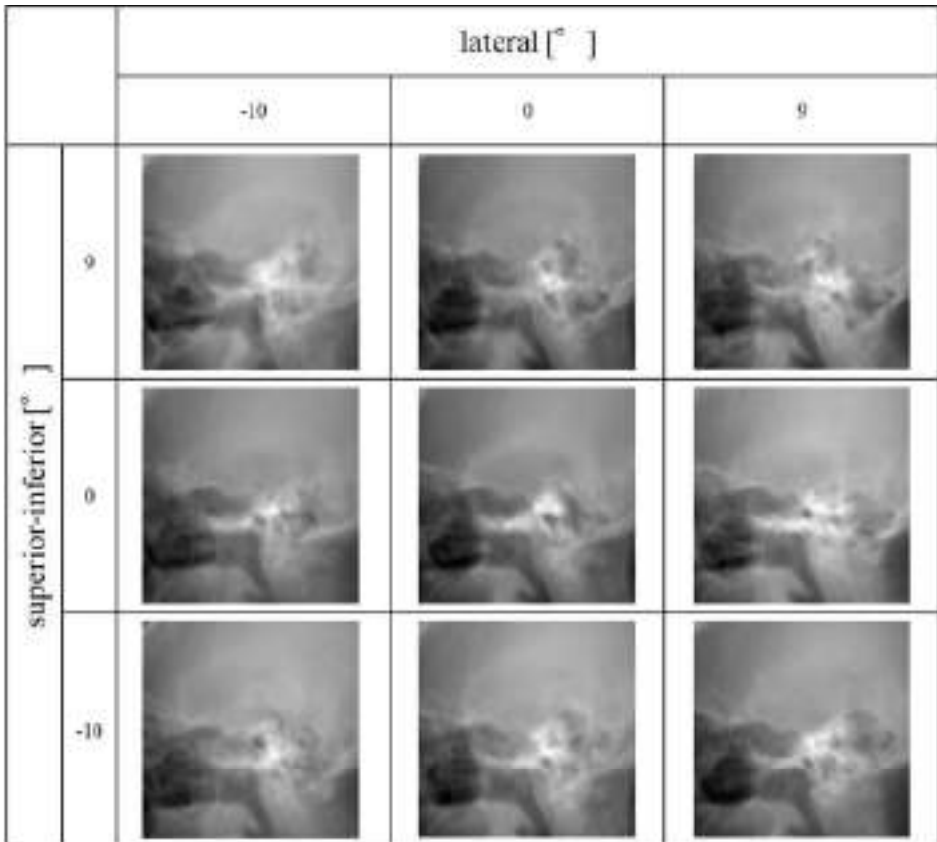 lateral [° ]
-10 0 9
superior-inferior [° ]
9
0
-10